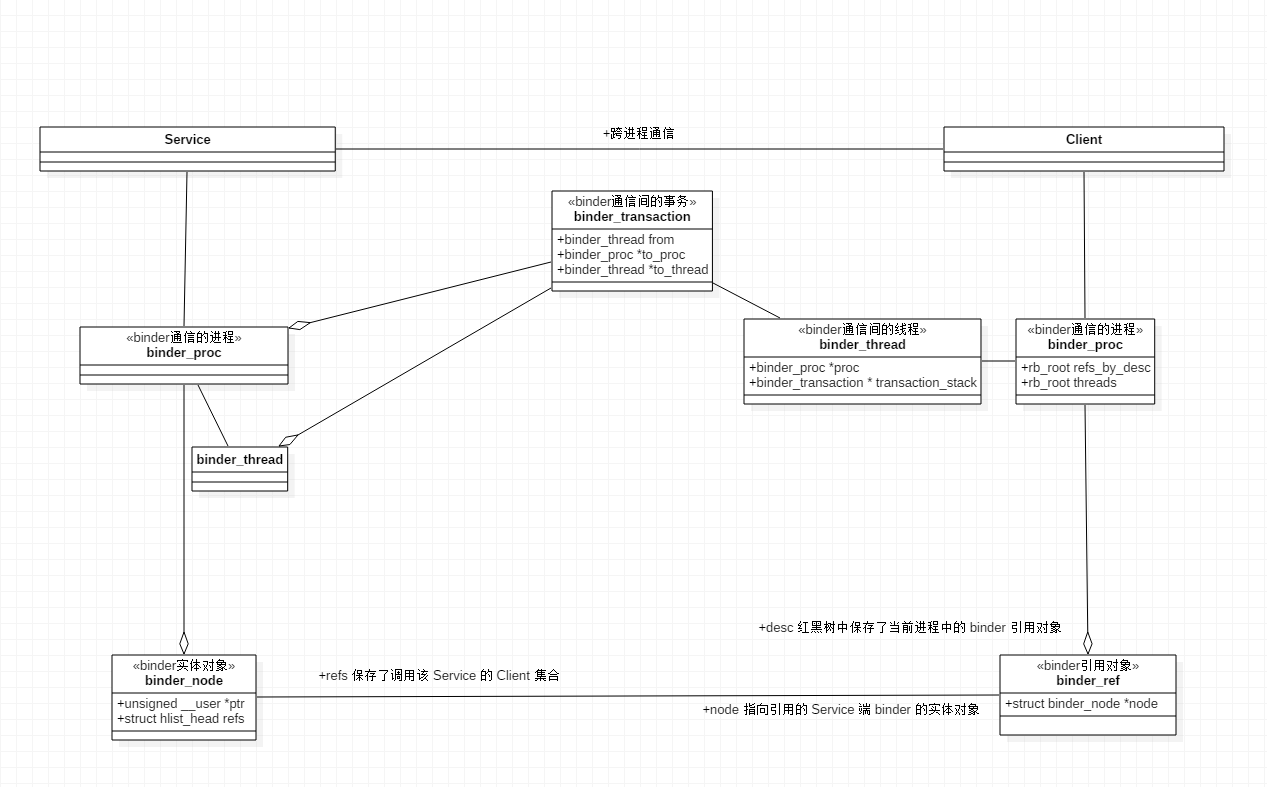 Service
+跨进程通信
Client
«binder通信间的事务»
binder_transaction
+binder_thread from
+binder_proc *to_proc
+binder_thread *to_thread
«binder通信的进程»
binder_proc
«binder通信间的线程»
binder_thread
+binder_proc *proc
+binder_transaction * transaction_stack
«binder通信的进程»
binder_proc
+rb_root refs_by_desc
+rb_root threads
binder_thread
+desc 红黑树中保存了当前进程中的 binder 引用对象
«binder实体对象»
binder_node
+unsigned __user *ptr
+struct hlist_head refs
+refs 保存了调用该 Service 的 Client 集合
+node 指向引用的 Service 端 binder 的实体对象
«binder引用对象»
binder_ref
+struct binder_node *node